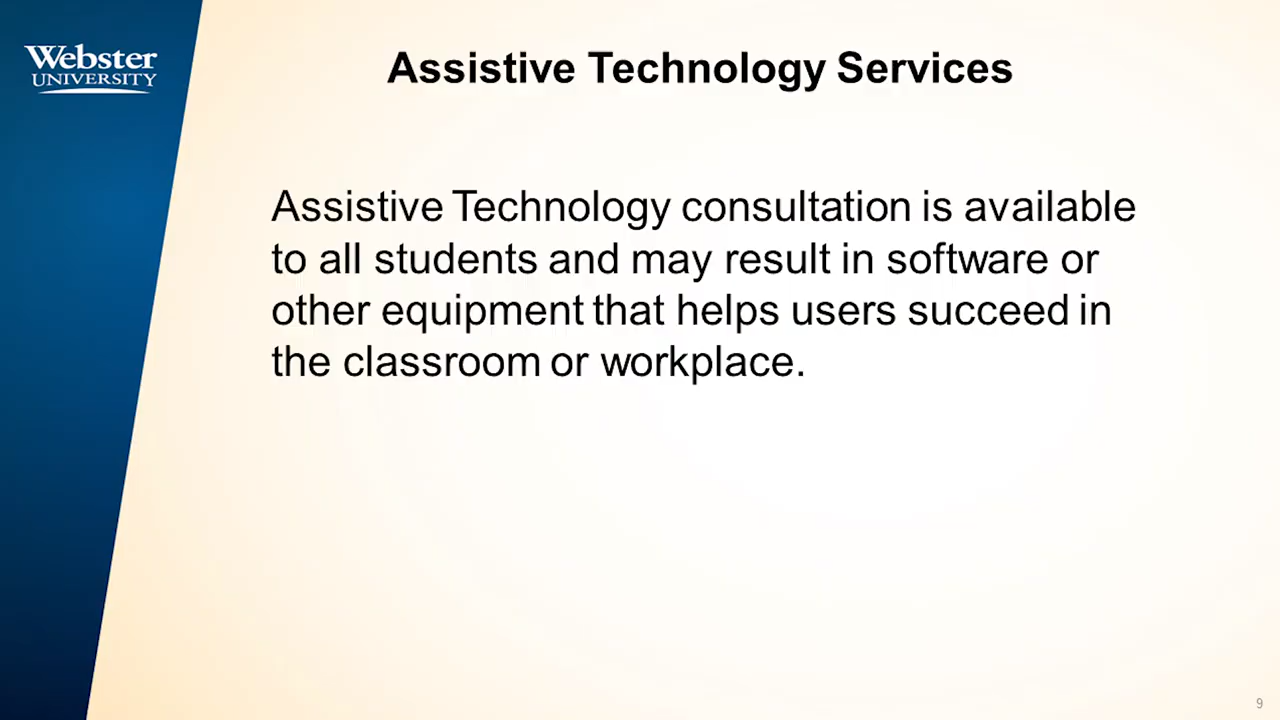 Webster
UNIVERSITY
Assistive Technology Services
Assistive Technology consultation is available
to all students and may result in software or
other equipment that helps users succeed in
the classroom or workplace.
9